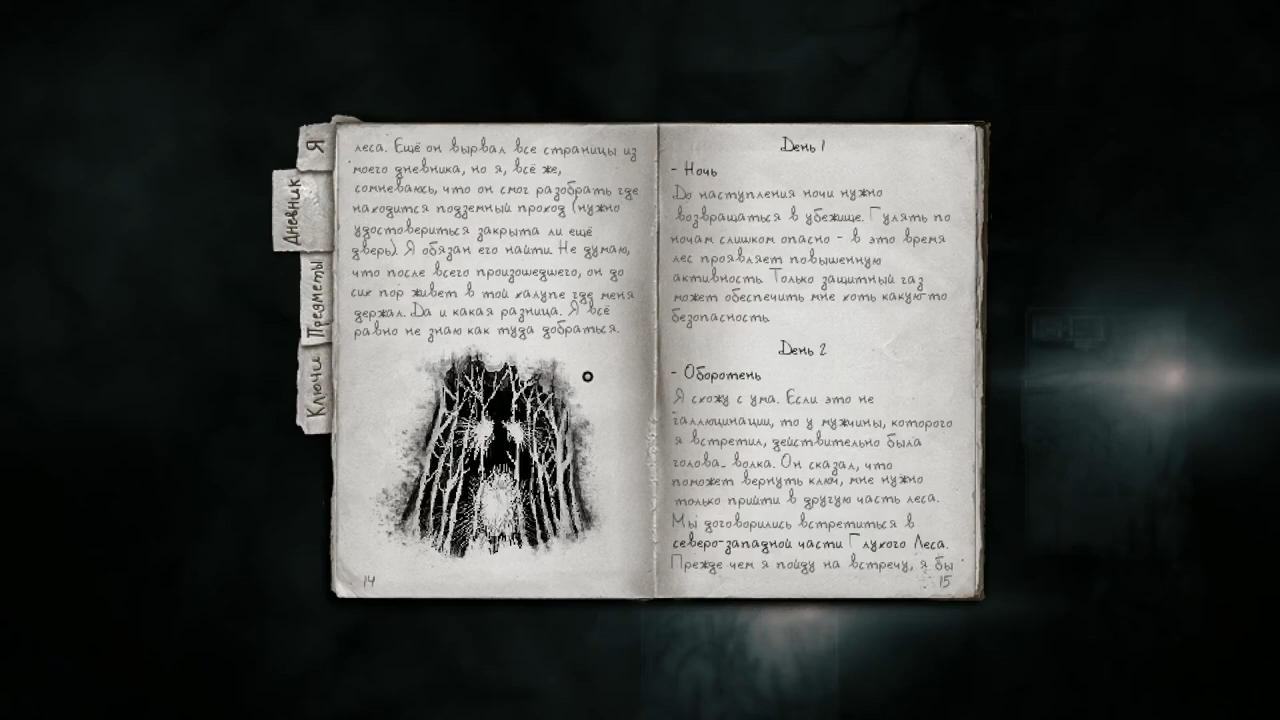 Я
Дневник
Предметы
Ключи
леса. Ещё он вырвал все страницы из
моего дневника, но я, всё же,
сомневаюсь, что он смог разобрать где
находится подземный проход (нужно
удостовериться закрыта ли ещё
дверь). Я обязан его найти. Не думаю,
что после всего произошедшего, он до
сих пор живет в той халупе где меня
держал. Да и какая разница. Я всё
равно не знаю как туда добраться.
14
День 1
- Ночь
До наступления ночи нужно
возвращаться в убежище. Гулять по
ночам слишком опасно - в это время
лес проявляет повышенную
активность. Только защитный газ
может обеспечить мне хоть какую то
безопасность.
День 2
- Оборотень
Я схожу с ума. Если это не
галлюцинации, то у мужчины, которого
я встретил, действительно была
голова волка. Он сказал, что
поможет вернуть ключ, мне нужно
только прийти в другую часть леса.
Мы договорились встретиться в
северо-западной части Глухого Леса.
Прежде чем я пойду на встречу, я бы
15